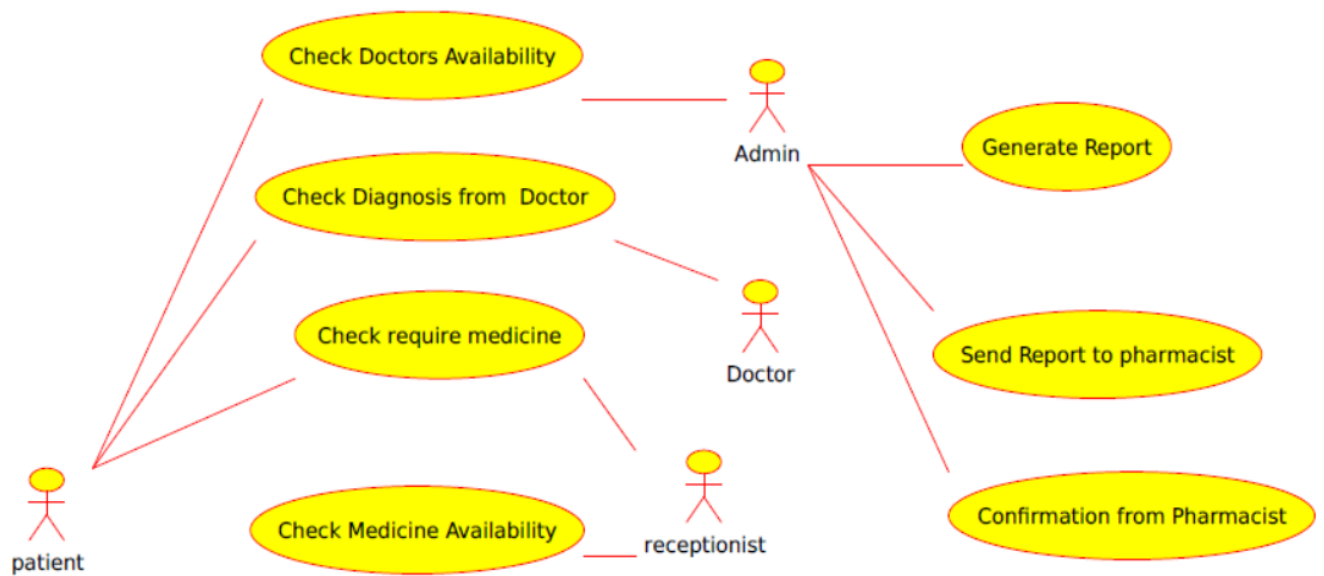 Check Doctors Availability
Admin
Generate Report
Check Diagnosis from  Doctor
Check require medicine
Doctor
Send Report to pharmacist
patient
Check Medicine Availability
receptionist
Confirmation from Pharmacist